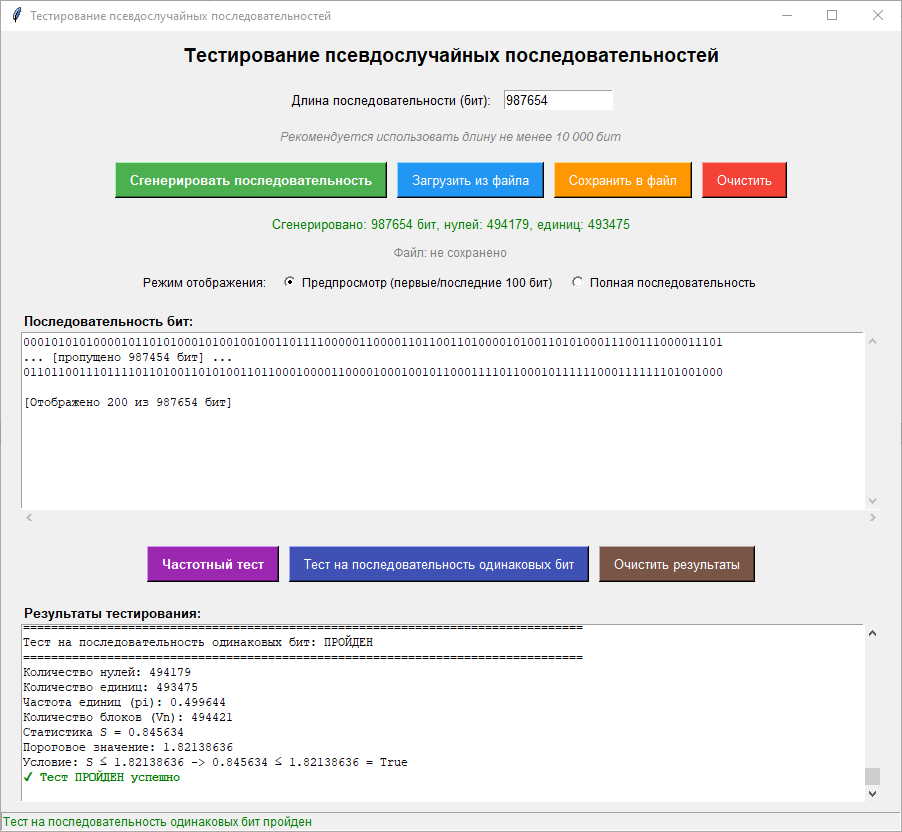 Тестирование псевдослучайных последовательностей
Тестирование псевдослучайных последовательностей
Длина последовательности (бит): 987654
Рекомендуется использовать длину не менее 10 000 бит
Сгенерировать последовательность Загрузить из файла Сохранить в файл Очистить
Сгенерировано: 987654 бит, нулей: 494179, единиц: 493475
Файл: не сохранено
Режим отображения: Предпросмотр (первые/последние 100 бит) Полная последовательность
Последовательность бит:
... [пропущено 987454 бит] ...
[Отображено 200 из 987654 бит]
Частотный тест Тест на последовательность одинаковых бит Очистить результаты
Результаты тестирования:
================================================================================
Тест на последовательность одинаковых бит: ПРОЙДЕН
================================================================================
Количество нулей: 494179
Количество единиц: 493475
Частота единиц (pi): 0.499644
Количество блоков (Vn): 494421
Статистика S = 0.845634
Пороговое значение: 1.82138636
Условие: S ≤ 1.82138636 -> 0.845634 ≤ 1.82138636 = True
✓ Тест ПРОЙДЕН успешно
Тест на последовательность одинаковых бит пройден